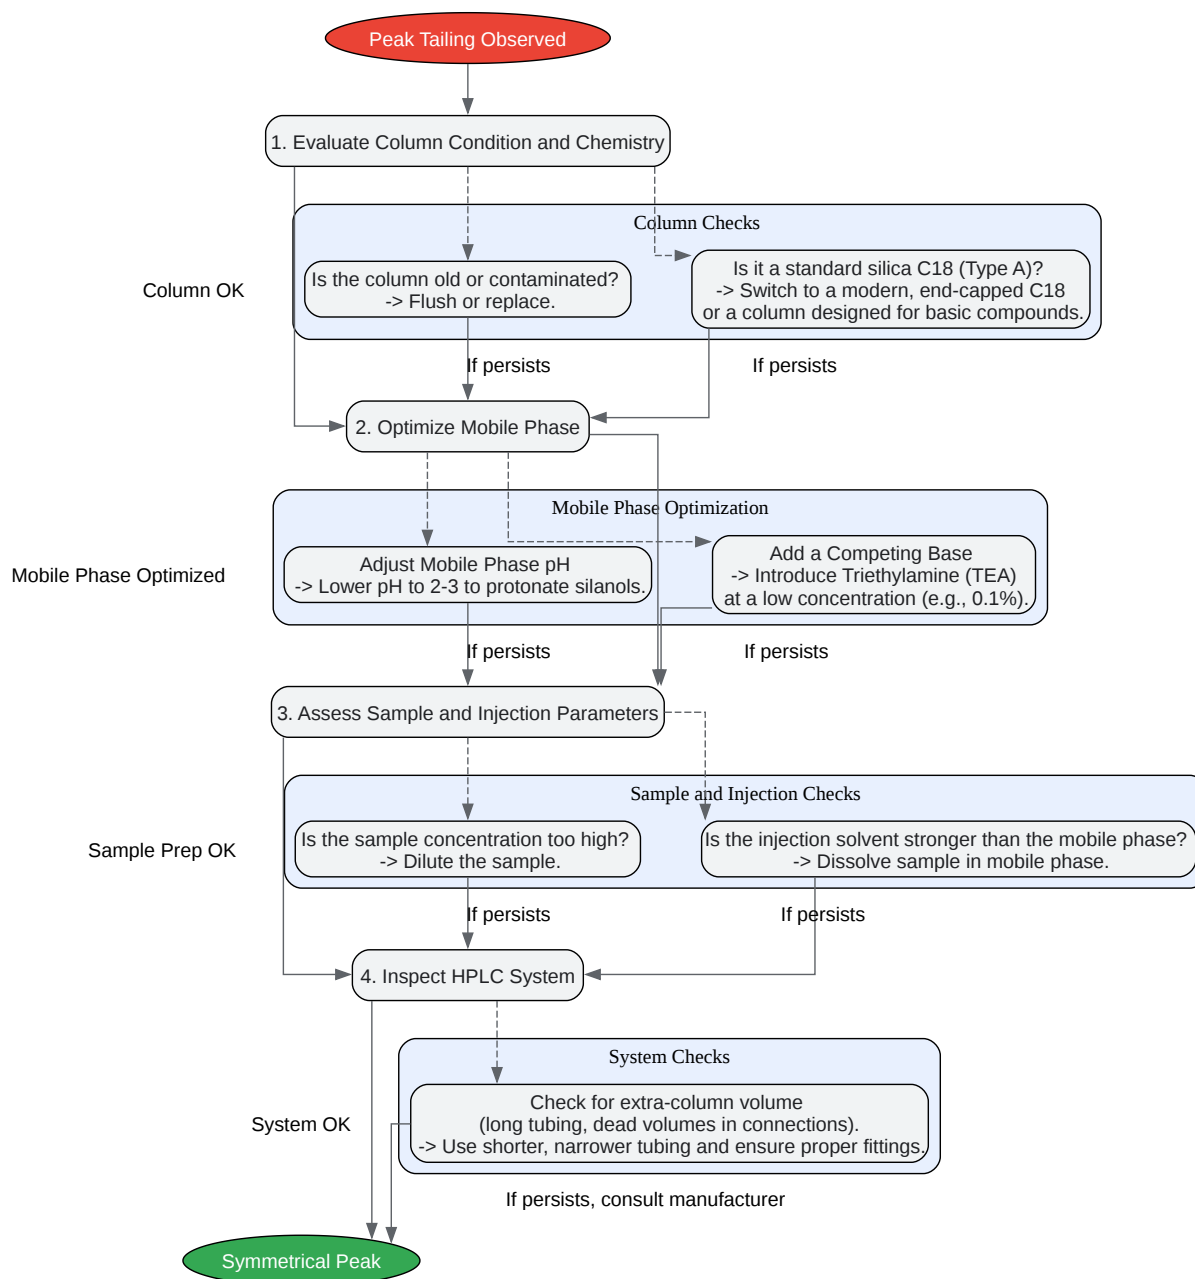 Peak Tailing Observed
1. Evaluate Column Condition and Chemistry
Column Checks
Is the column old or contaminated?
-> Flush or replace.
Is it a standard silica C18 (Type A)?
-> Switch to a modern, end-capped C18
or a column designed for basic compounds.
Column OK
If persists
If persists
2. Optimize Mobile Phase
Mobile Phase Optimization
Adjust Mobile Phase pH
-> Lower pH to 2-3 to protonate silanols.
Add a Competing Base
-> Introduce Triethylamine (TEA)
at a low concentration (e.g., 0.1%).
Mobile Phase Optimized
If persists
If persists
3. Assess Sample and Injection Parameters
Sample and Injection Checks
Is the sample concentration too high?
-> Dilute the sample.
Is the injection solvent stronger than the mobile phase?
-> Dissolve sample in mobile phase.
Sample Prep OK
If persists
If persists
4. Inspect HPLC System
System Checks
Check for extra-column volume
(long tubing, dead volumes in connections).
-> Use shorter, narrower tubing and ensure proper fittings.
System OK
If persists, consult manufacturer
Symmetrical Peak